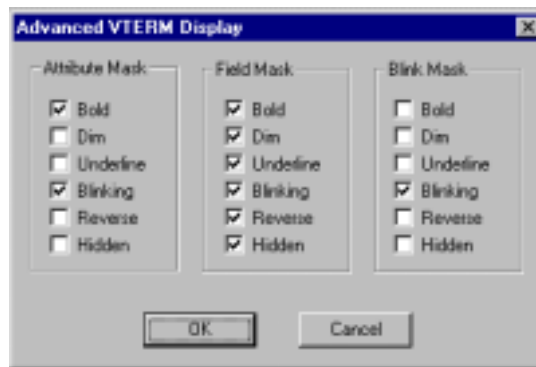 Advanced VTERM Display
Attribute Mask
Bold
Dim
Underline
Blinking
Reverse
Hidden
Field Mask
Bold
Dim
Underline
Blinking
Reverse
Hidden
Blink Mask
Bold
Dim
Underline
Blinking
Reverse
Hidden
OK
Cancel